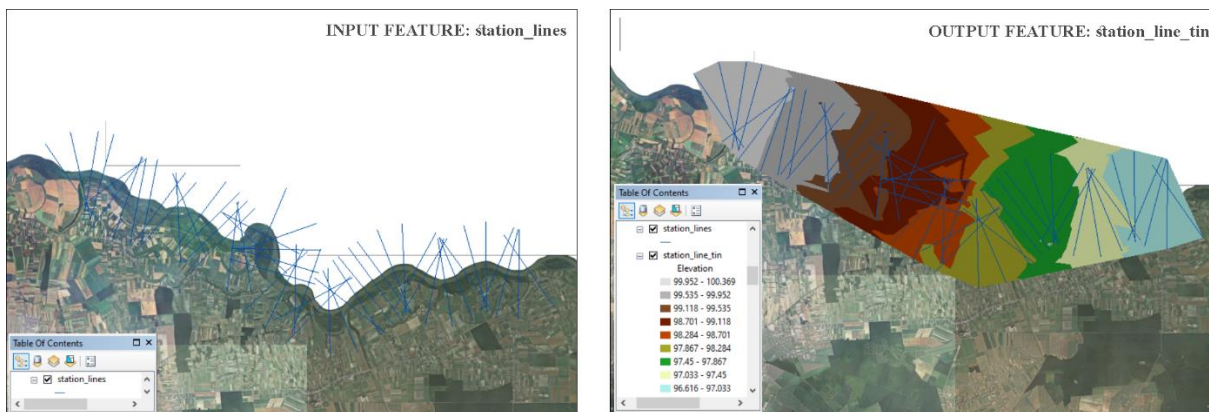 INPUT FEATURE: station_lines
Table Of Contents
station_lines
OUTPUT FEATURE: station_line_tin
Table Of Contents
station_lines
station_line_tin
Elevation
99.952 - 100.369
99.535 - 99.952
99.118 - 99.535
98.701 - 99.118
98.284 - 98.701
97.867 - 98.284
97.45 - 97.867
97.033 - 97.45
96.616 - 97.033